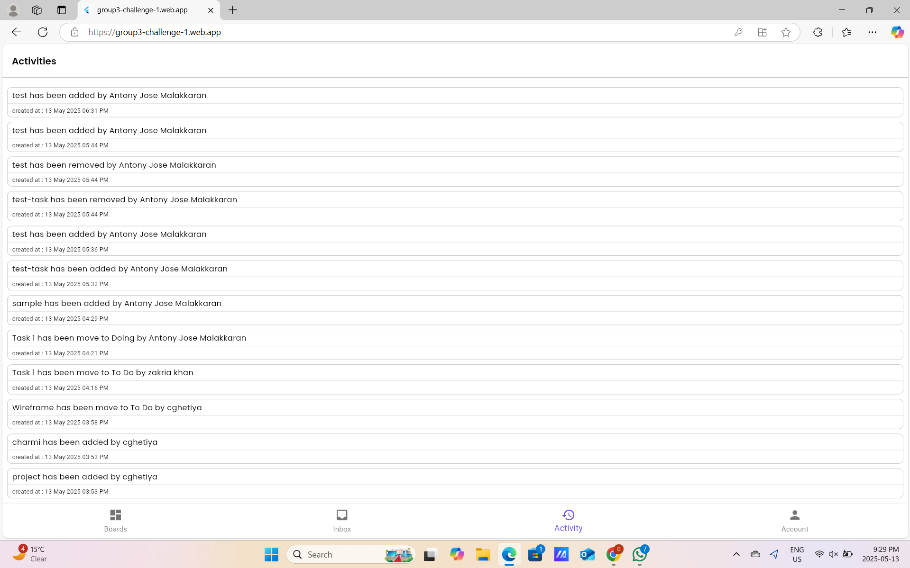 group3-challenge-1.web.app
https://group3-challenge-1.web.app
Activities
test has been added by Antony Jose Malakkaran
created at : 13 May 2025 06:31 PM
test has been added by Antony Jose Malakkaran
created at : 13 May 2025 05:44 PM
test has been removed by Antony Jose Malakkaran
created at : 13 May 2025 05:44 PM
test-task has been removed by Antony Jose Malakkaran
created at : 13 May 2025 05:44 PM
test has been added by Antony Jose Malakkaran
created at : 13 May 2025 05:36 PM
test-task has been added by Antony Jose Malakkaran
created at : 13 May 2025 05:32 PM
sample has been added by Antony Jose Malakkaran
created at : 13 May 2025 04:29 PM
Task 1 has been move to Doing by Antony Jose Malakkaran
created at : 13 May 2025 04:21 PM
Task 1 has been move to To Do by zakria khan
created at : 13 May 2025 04:16 PM
Wireframe has been move to To Do by cghetiya
created at : 13 May 2025 03:58 PM
charmi has been added by cghetiya
created at : 13 May 2025 03:53 PM
project has been added by cghetiya
created at : 13 May 2025 03:53 PM
Boards
Inbox
Activity
Account
4
15°C
Clear
Search
ENG
US
9:29 PM
2025-05-13